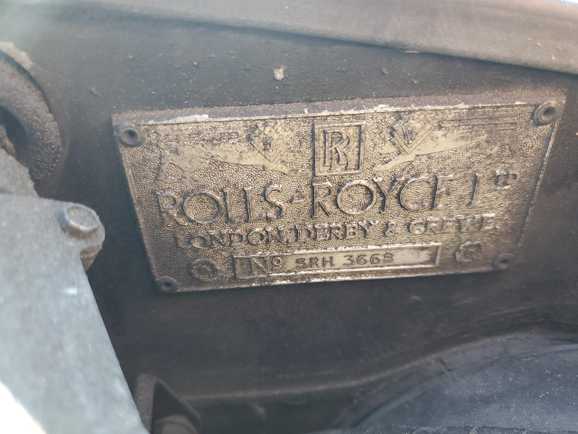 RR
ROLLS-ROYCE LTD
LONDON, DERBY & CREWE
No SRH 3668